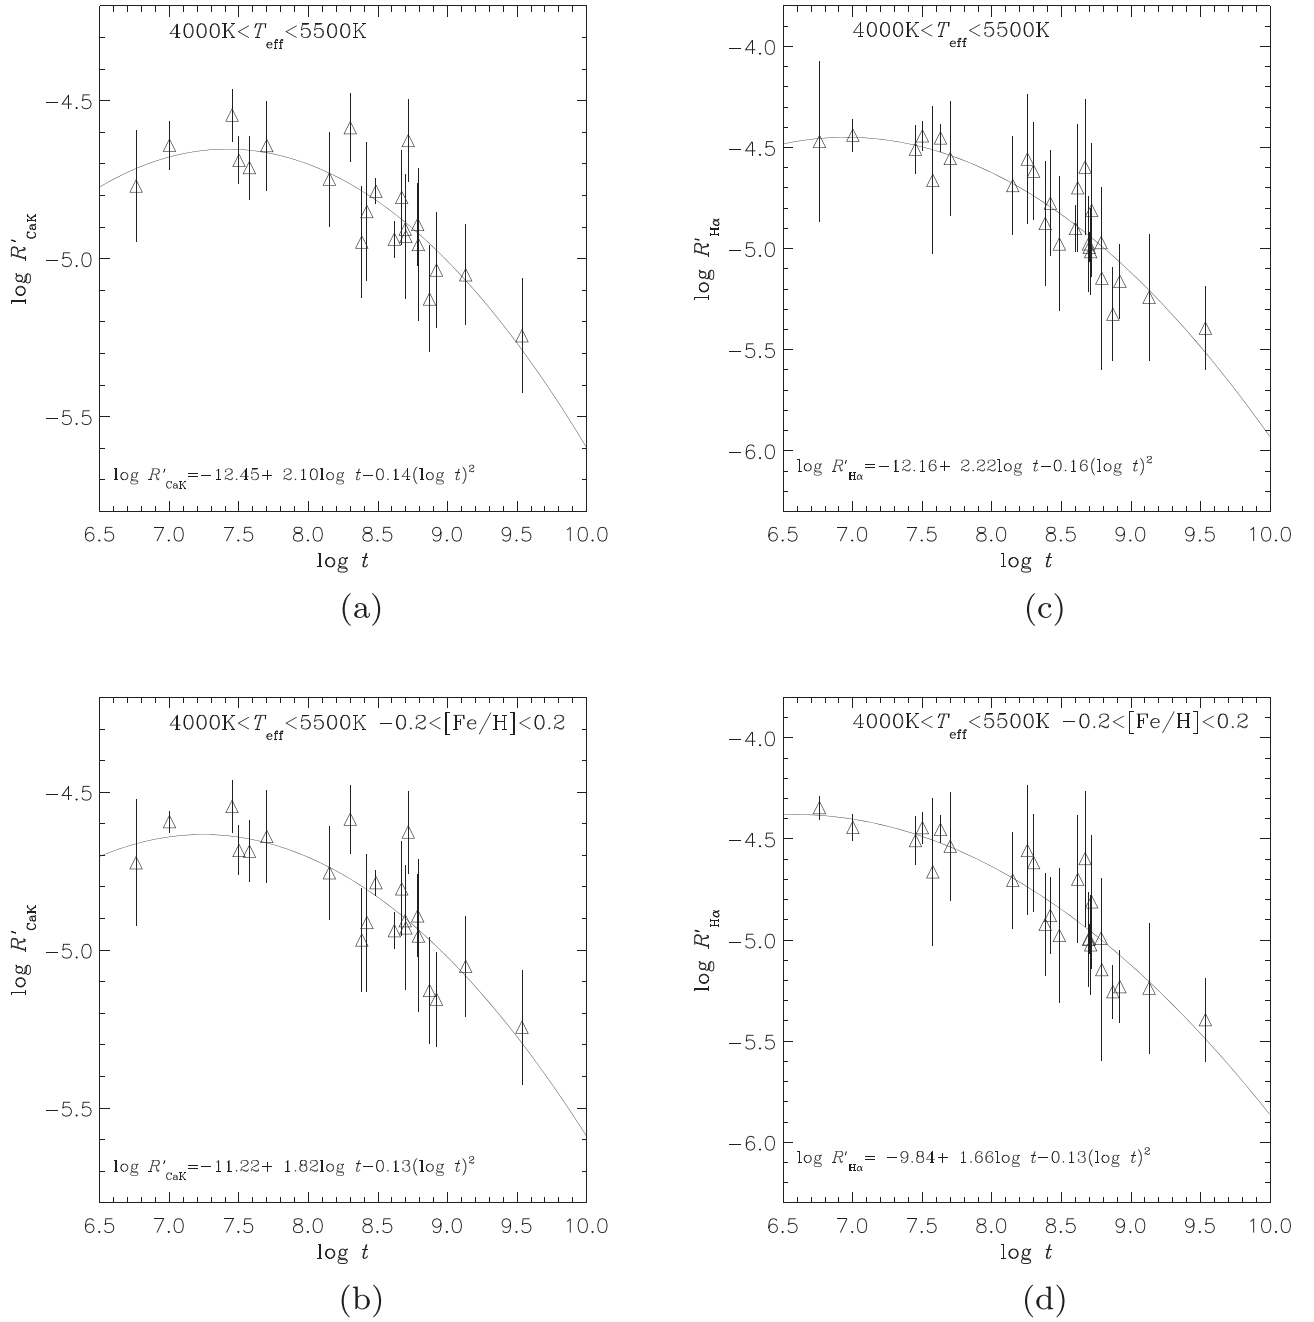 4000K<T_eff<5500K
−4.5
−5.0
−5.5
log R′_CaK
log R′_CaK=−12.45+ 2.10log t−0.14(log t)²
6.5 7.0 7.5 8.0 8.5 9.0 9.5 10.0
log t
(a)
4000K<T_eff<5500K
−4.0
−4.5
−5.0
−5.5
−6.0
log R′_Hα
log R′_Hα=−12.16+ 2.22log t−0.16(log t)²
6.5 7.0 7.5 8.0 8.5 9.0 9.5 10.0
log t
(c)
4000K<T_eff<5500K −0.2<[Fe/H]<0.2
−4.5
−5.0
−5.5
log R′_CaK
log R′_CaK=−11.22+ 1.82log t−0.13(log t)²
6.5 7.0 7.5 8.0 8.5 9.0 9.5 10.0
log t
(b)
4000K<T_eff<5500K −0.2<[Fe/H]<0.2
−4.0
−4.5
−5.0
−5.5
−6.0
log R′_Hα
log R′_Hα= −9.84+ 1.66log t−0.13(log t)²
6.5 7.0 7.5 8.0 8.5 9.0 9.5 10.0
log t
(d)